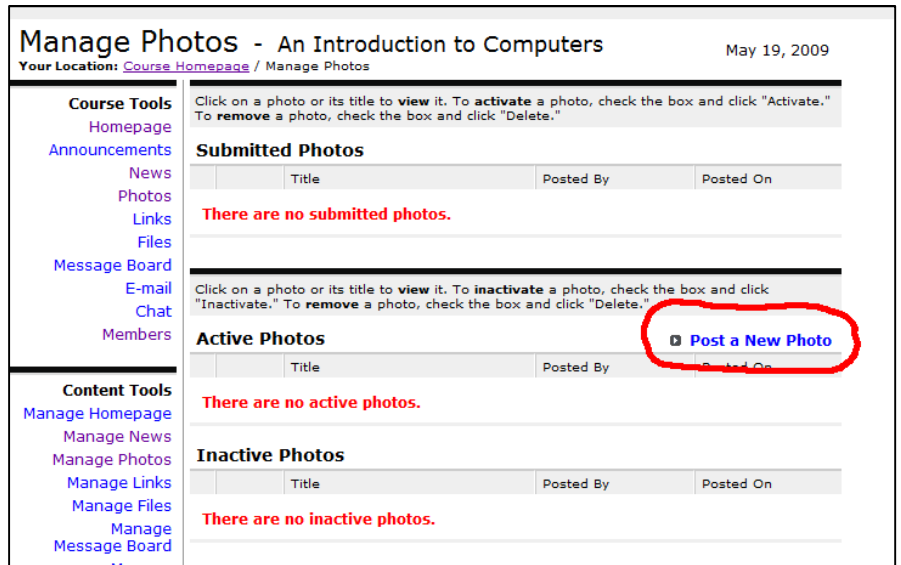 Manage Photos - An Introduction to Computers
May 19, 2009
Your Location: Course Homepage / Manage Photos
Course Tools
Homepage
Announcements
News
Photos
Links
Files
Message Board
E-mail
Chat
Members
Content Tools
Manage Homepage
Manage News
Manage Photos
Manage Links
Manage Files
Manage
Message Board
Click on a photo or its title to view it. To activate a photo, check the box and click "Activate."
To remove a photo, check the box and click "Delete."
Submitted Photos
Title Posted By Posted On
There are no submitted photos.
Click on a photo or its title to view it. To inactivate a photo, check the box and click
"Inactivate." To remove a photo, check the box and click "Delete."
Active Photos
Post a New Photo
Title Posted By Posted On
There are no active photos.
Inactive Photos
Title Posted By Posted On
There are no inactive photos.